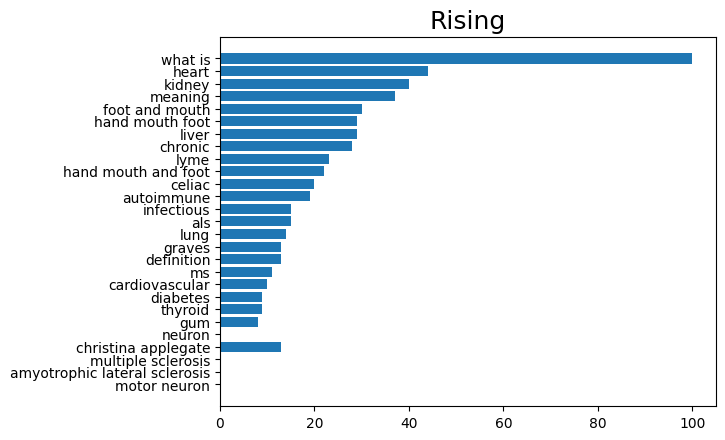 Rising
what is
heart
kidney
meaning
foot and mouth
hand mouth foot
liver
chronic
lyme
hand mouth and foot
celiac
autoimmune
infectious
als
lung
graves
definition
ms
cardiovascular
diabetes
thyroid
gum
neuron
christina applegate
multiple sclerosis
amyotrophic lateral sclerosis
motor neuron
0 20 40 60 80 100